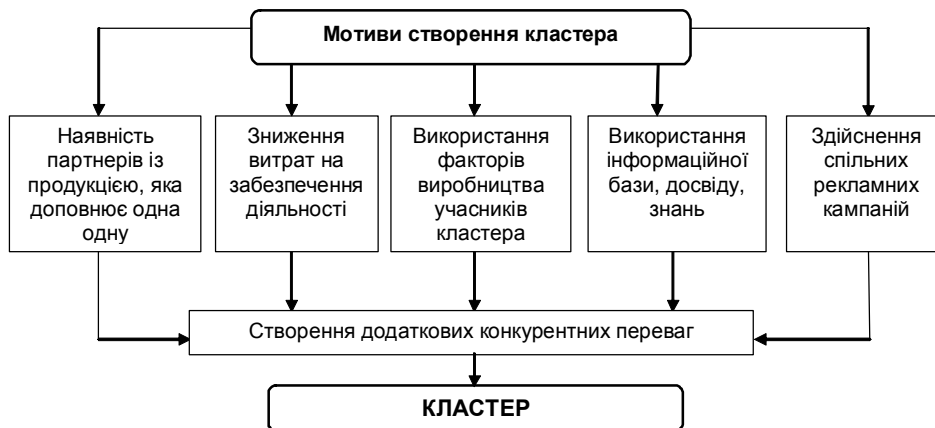 Мотиви створення кластера
Наявність
партнерів із
продукцією, яка
доповнює одна
одну
Зниження
витрат на
забезпечення
діяльності
Використання
факторів
виробництва
учасників
кластера
Використання
інформаційної
бази, досвіду,
знань
Здійснення
спільних
рекламних
кампаній
Створення додаткових конкурентних переваг
КЛАСТЕР